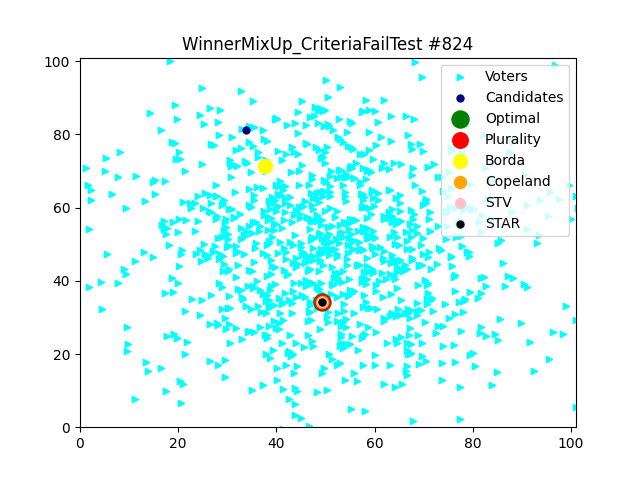 WinnerMixUp_CriteriaFailTest #824
100
80
60
40
20
0
0
20
40
60
80
100
Voters
Candidates
Optimal
Plurality
Borda
Copeland
STV
STAR